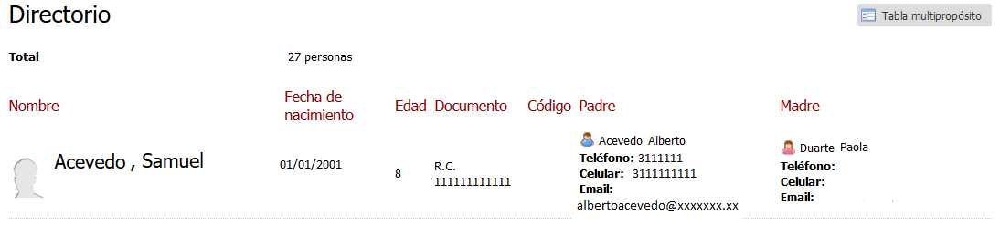 Directorio
Tabla multipropósito
Total 27 personas
Nombre Fecha de nacimiento Edad Documento Código Padre Madre
Acevedo , Samuel 01/01/2001 8 R.C. 111111111111
Acevedo Alberto
Teléfono: 3111111
Celular: 3111111111
Email:
albertoacevedo@xxxxxxx.xx
Duarte Paola
Teléfono:
Celular:
Email: